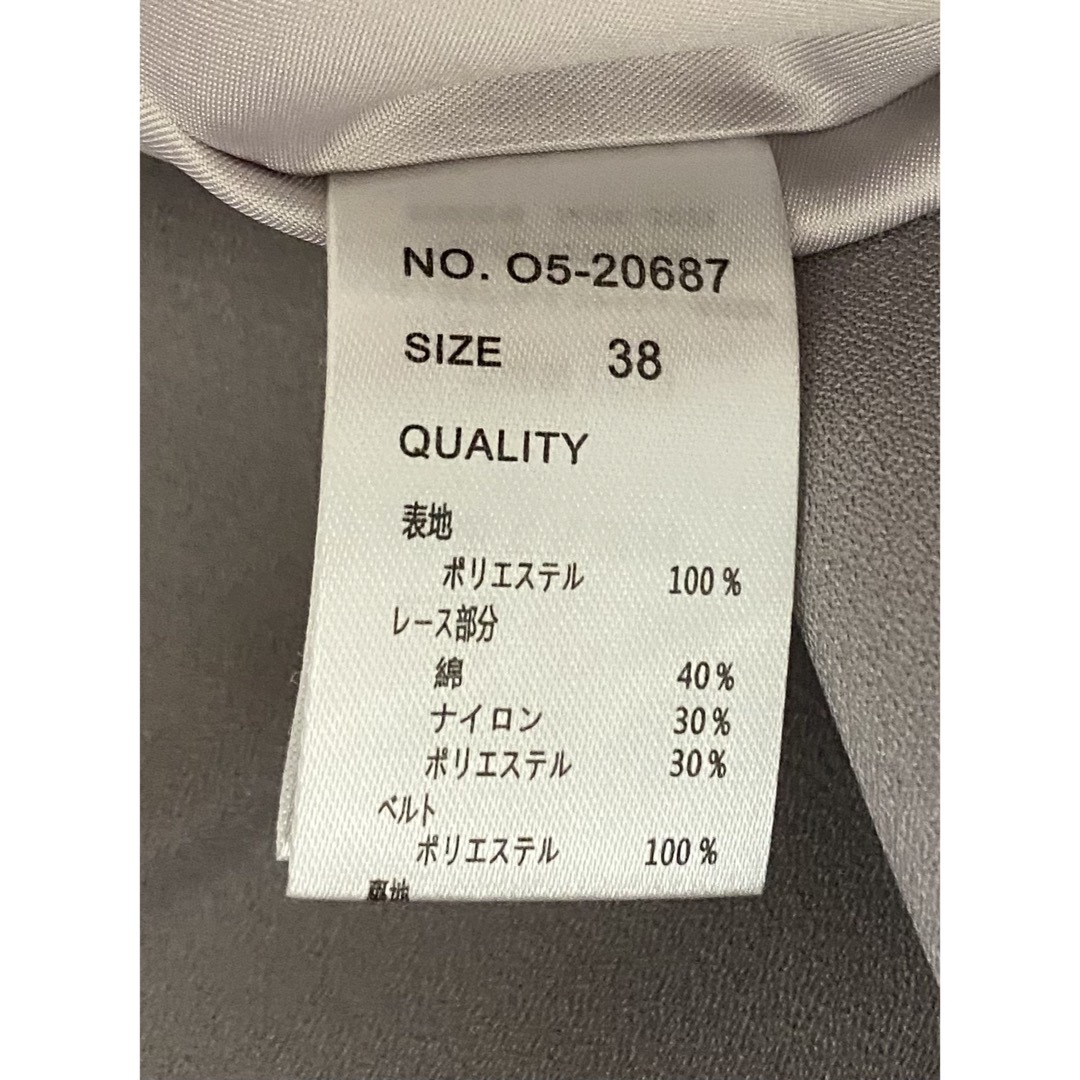 NO. O5-20687
SIZE 38
QUALITY
表地
ポリエステル 100%
レース部分
綿 40%
ナイロン 30%
ポリエステル 30%
ベルト
ポリエステル 100%
裏地